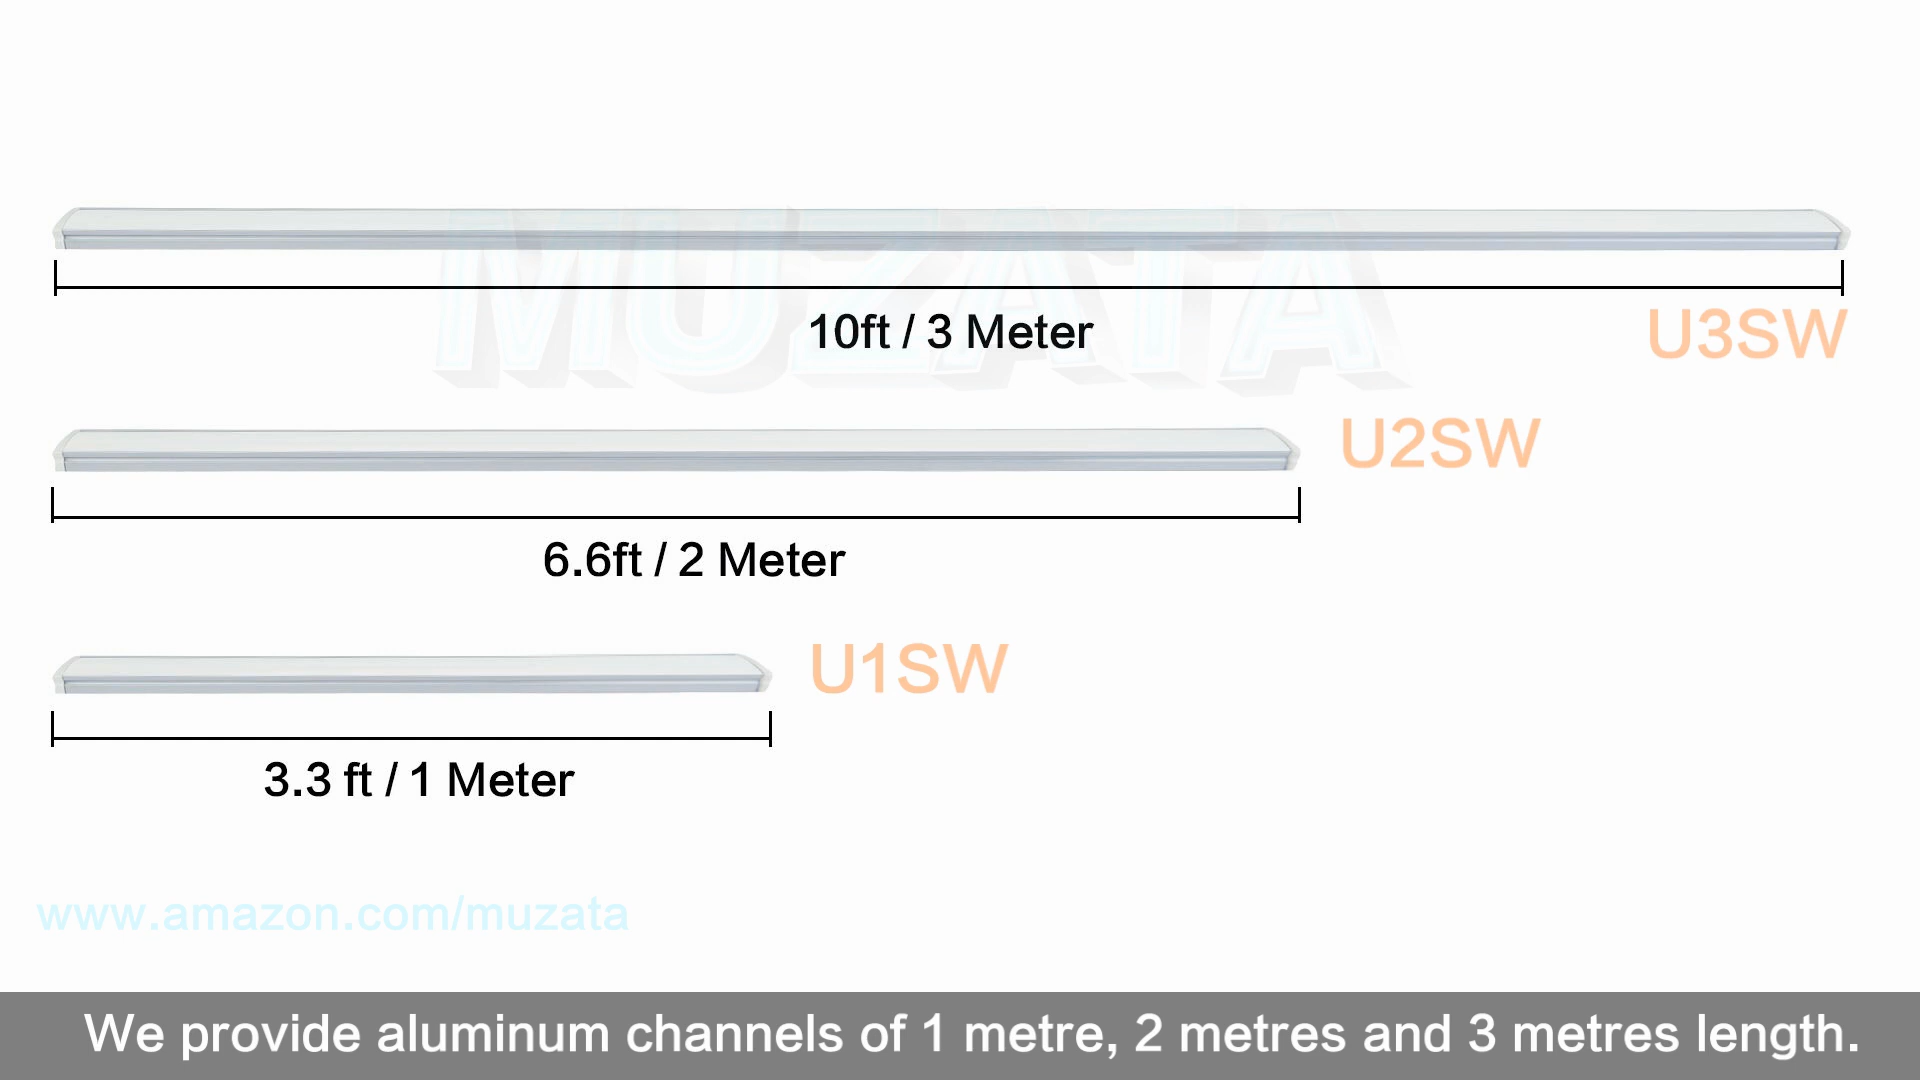 MUZATA
10ft / 3 Meter
U3SW
U2SW
6.6ft / 2 Meter
U1SW
3.3 ft / 1 Meter
www.amazon.com/muzata
We provide aluminum channels of 1 metre, 2 metres and 3 metres length.